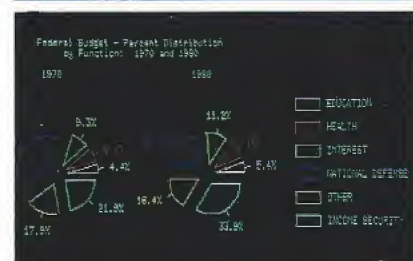 Federal Budget - Percent Distribution
by Function: 1970 and 1980
1970 1980
9.3%
4.4%
21.9%
17.9%
11.2%
5.4%
16.4%
33.9%
EDUCATION
HEALTH
INTEREST
NATIONAL DEFENSE
OTHER
INCOME SECURITY